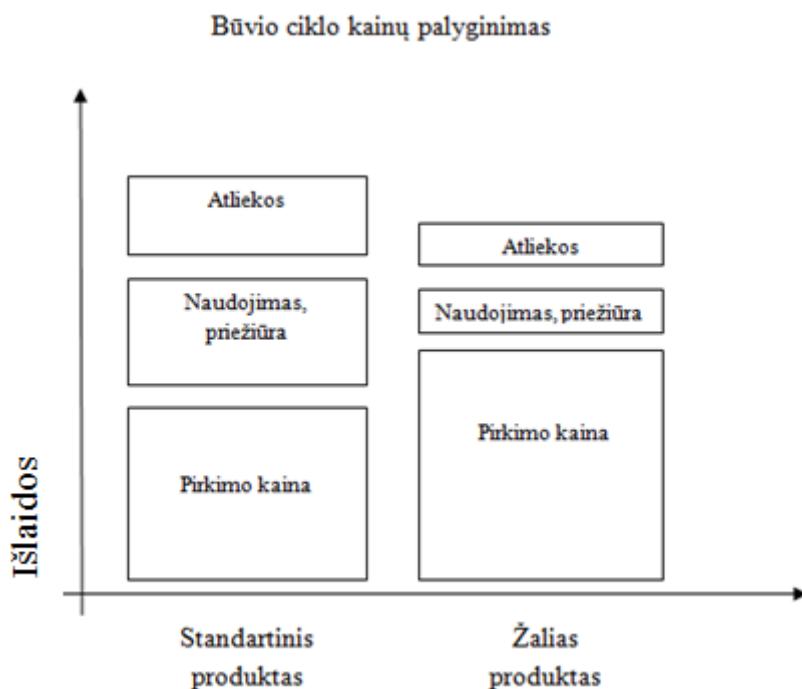 Būvio ciklo kainų palyginimas
Išlaidos
Atliekos
Naudojimas,
priežiūra
Pirkimo kaina
Atliekos
Naudojimas, priežiūra
Pirkimo kaina
Standartinis
produktas
Žalias
produktas